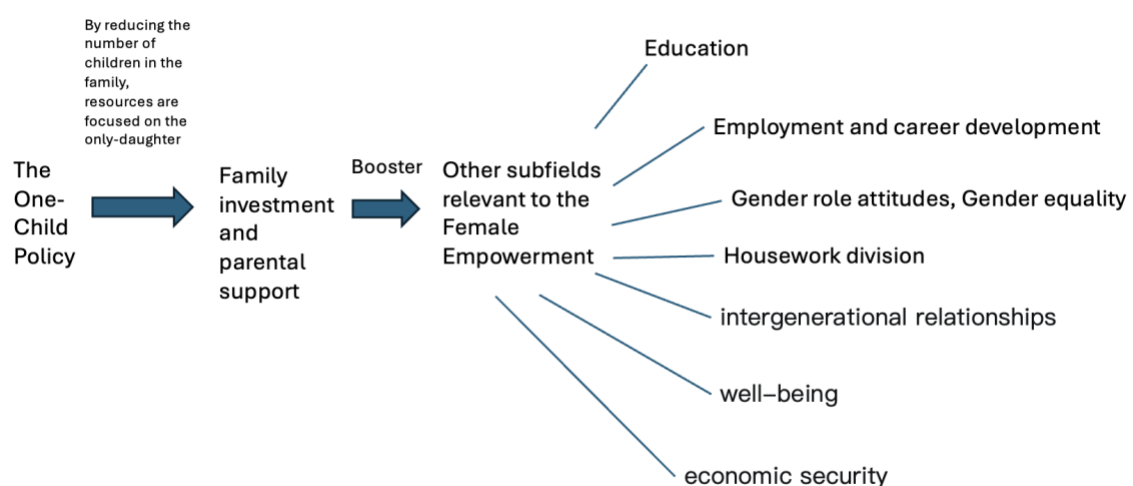 By reducing the
number of
children in the
family,
resources are
focused on the
only-daughter
The
One-
Child
Policy
Family
investment
and
parental
support
Booster
Other subfields
relevant to the
Female
Empowerment
Education
Employment and career development
Gender role attitudes, Gender equality
Housework division
intergenerational relationships
well–being
economic security